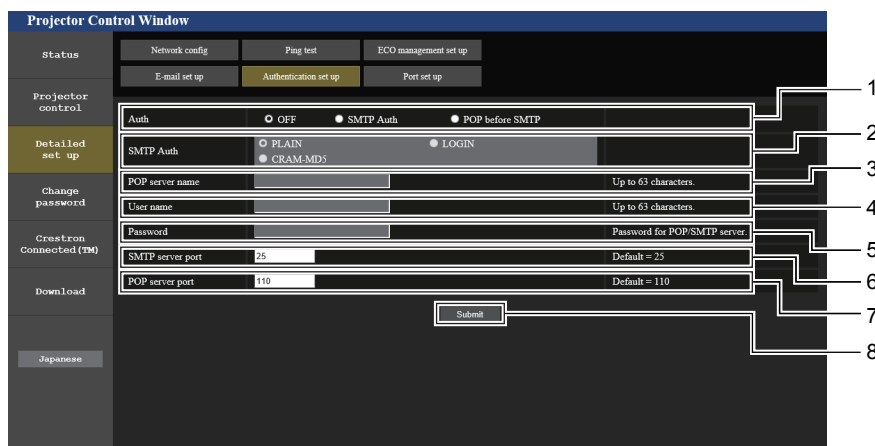 Projector Control Window
Status
Network config
Ping test
ECO management set up
E-mail set up
Authentication set up
Port set up
Projector
control
Detailed
set up
Change
password
Crestron
Connected(TM)
Download
Japanese
Auth
OFF
SMTP Auth
POP before SMTP
1
SMTP Auth
PLAIN
LOGIN
CRAM-MD5
2
POP server name
Up to 63 characters.
3
User name
Up to 63 characters.
4
Password
Password for POP/SMTP server.
5
SMTP server port
25
Default = 25
6
POP server port
110
Default = 110
7
Submit
8